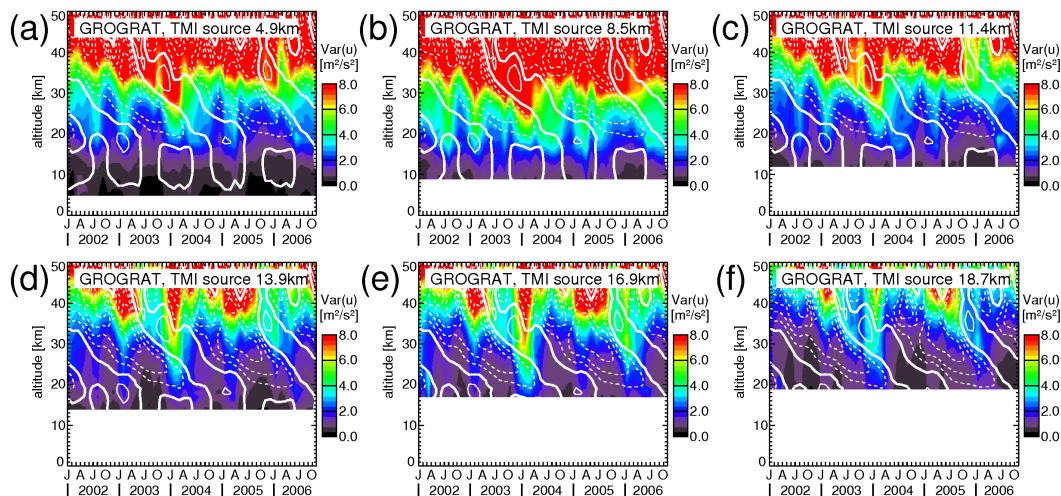 (a)
GROGRAT, TMI source 4.9km
Var(u)
[m²/s²]
8.0
6.0
4.0
2.0
0.0
altitude [km]
50
40
30
20
10
0
J A J O J A J O J A J O J A J O J A J O
| 2002 | 2003 | 2004 | 2005 | 2006
(b)
GROGRAT, TMI source 8.5km
Var(u)
[m²/s²]
8.0
6.0
4.0
2.0
0.0
altitude [km]
50
40
30
20
10
0
J A J O J A J O J A J O J A J O J A J O
| 2002 | 2003 | 2004 | 2005 | 2006
(c)
GROGRAT, TMI source 11.4km
Var(u)
[m²/s²]
8.0
6.0
4.0
2.0
0.0
altitude [km]
50
40
30
20
10
0
J A J O J A J O J A J O J A J O J A J O
| 2002 | 2003 | 2004 | 2005 | 2006
(d)
GROGRAT, TMI source 13.9km
Var(u)
[m²/s²]
8.0
6.0
4.0
2.0
0.0
altitude [km]
50
40
30
20
10
0
J A J O J A J O J A J O J A J O J A J O
| 2002 | 2003 | 2004 | 2005 | 2006
(e)
GROGRAT, TMI source 16.9km
Var(u)
[m²/s²]
8.0
6.0
4.0
2.0
0.0
altitude [km]
50
40
30
20
10
0
J A J O J A J O J A J O J A J O J A J O
| 2002 | 2003 | 2004 | 2005 | 2006
(f)
GROGRAT, TMI source 18.7km
Var(u)
[m²/s²]
8.0
6.0
4.0
2.0
0.0
altitude [km]
50
40
30
20
10
0
J A J O J A J O J A J O J A J O J A J O
| 2002 | 2003 | 2004 | 2005 | 2006